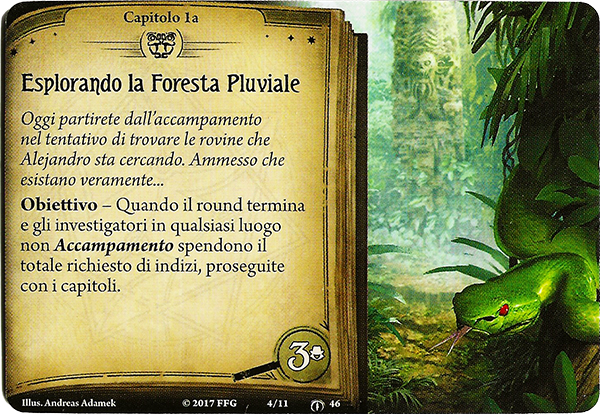 Capitolo 1a
Esplorando la Foresta Pluviale
Oggi partirete dall'accampamento
nel tentativo di trovare le rovine che
Alejandro sta cercando. Ammesso che
esistano veramente...
Obiettivo – Quando il round termina
e gli investigatori in qualsiasi luogo
non Accampamento spendono il
totale richiesto di indizi, proseguite
con i capitoli.
3
Illus. Andreas Adamek © 2017 FFG 4/11 46